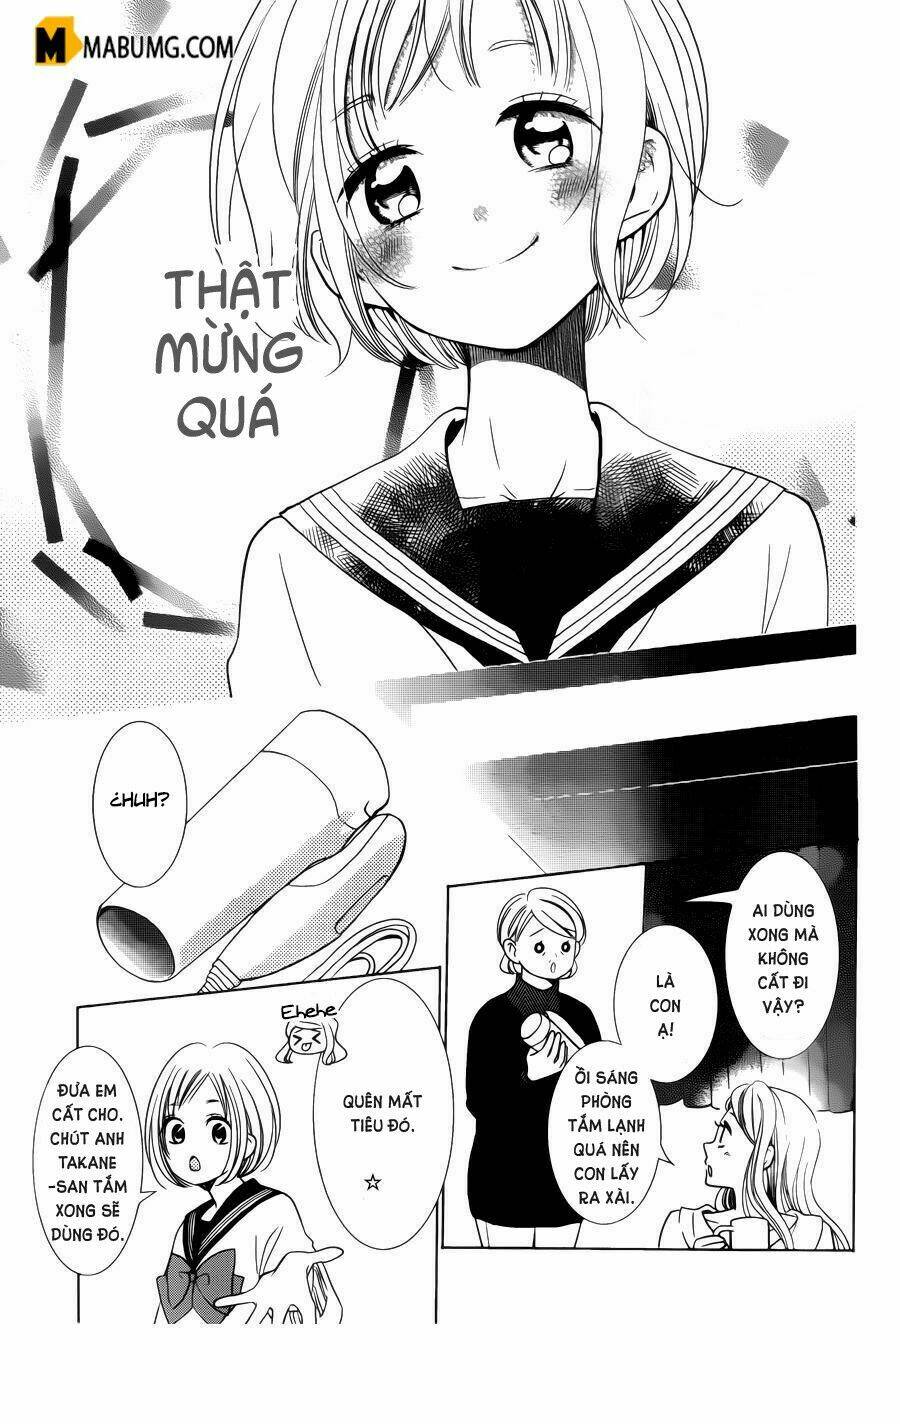 MABUMG.COM
THẬT
MỪNG
QUÁ
¿HUH?
AI DÙNG
XONG MÀ
KHÔNG
CẤT ĐI
VẬY?
LÀ
CON
Ạ!
ỒI SÁNG
PHÒNG
TẮM LẠNH
QUÁ NÊN
CON LẤY
RA XÀI.
Ehehe
QUÊN MẤT
TIÊU ĐÓ.
☆
ĐƯA EM
CẤT CHO.
CHÚT ANH
TAKANE
-SAN TẮM
XONG SẼ
DÙNG ĐÓ.